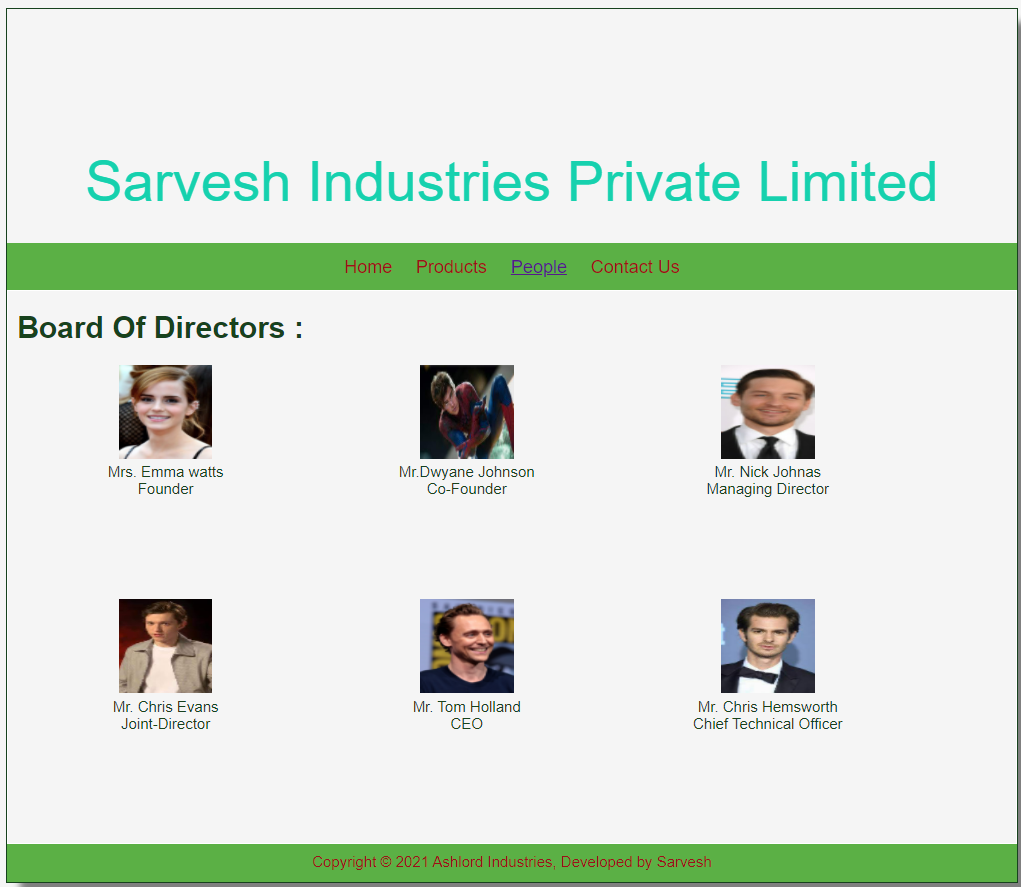 Sarvesh Industries Private Limited
Home Products People Contact Us
Board Of Directors :
Mrs. Emma watts
Founder
Mr.Dwyane Johnson
Co-Founder
Mr. Nick Johnas
Managing Director
Mr. Chris Evans
Joint-Director
Mr. Tom Holland
CEO
Mr. Chris Hemsworth
Chief Technical Officer
Copyright © 2021 Ashlord Industries, Developed by Sarvesh